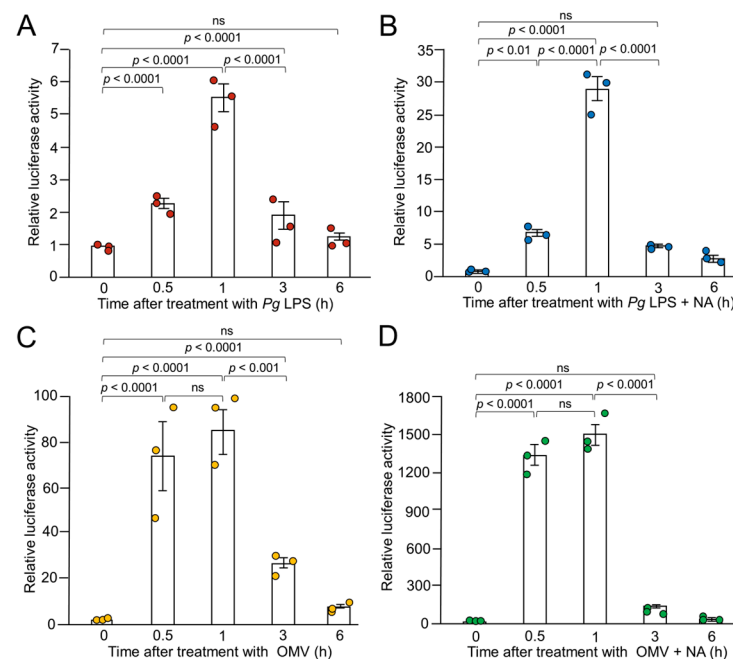 A
ns
p < 0.0001
p < 0.0001
p < 0.0001
p < 0.0001
7
6
5
4
3
2
1
0
Relative luciferase activity
0 0.5 1 3 6
Time after treatment with Pg LPS (h)
B
ns
p < 0.0001
p < 0.01
p < 0.0001
p < 0.0001
35
30
25
20
15
10
5
0
Relative luciferase activity
0 0.5 1 3 6
Time after treatment with Pg LPS + NA (h)
C
ns
p < 0.0001
p < 0.0001
p < 0.001
p < 0.0001
ns
100
80
60
40
20
0
Relative luciferase activity
0 0.5 1 3 6
Time after treatment with OMV (h)
D
ns
p < 0.0001
p < 0.0001
p < 0.0001
ns
1800
1500
1200
900
600
300
0
Relative luciferase activity
0 0.5 1 3 6
Time after treatment with OMV + NA (h)